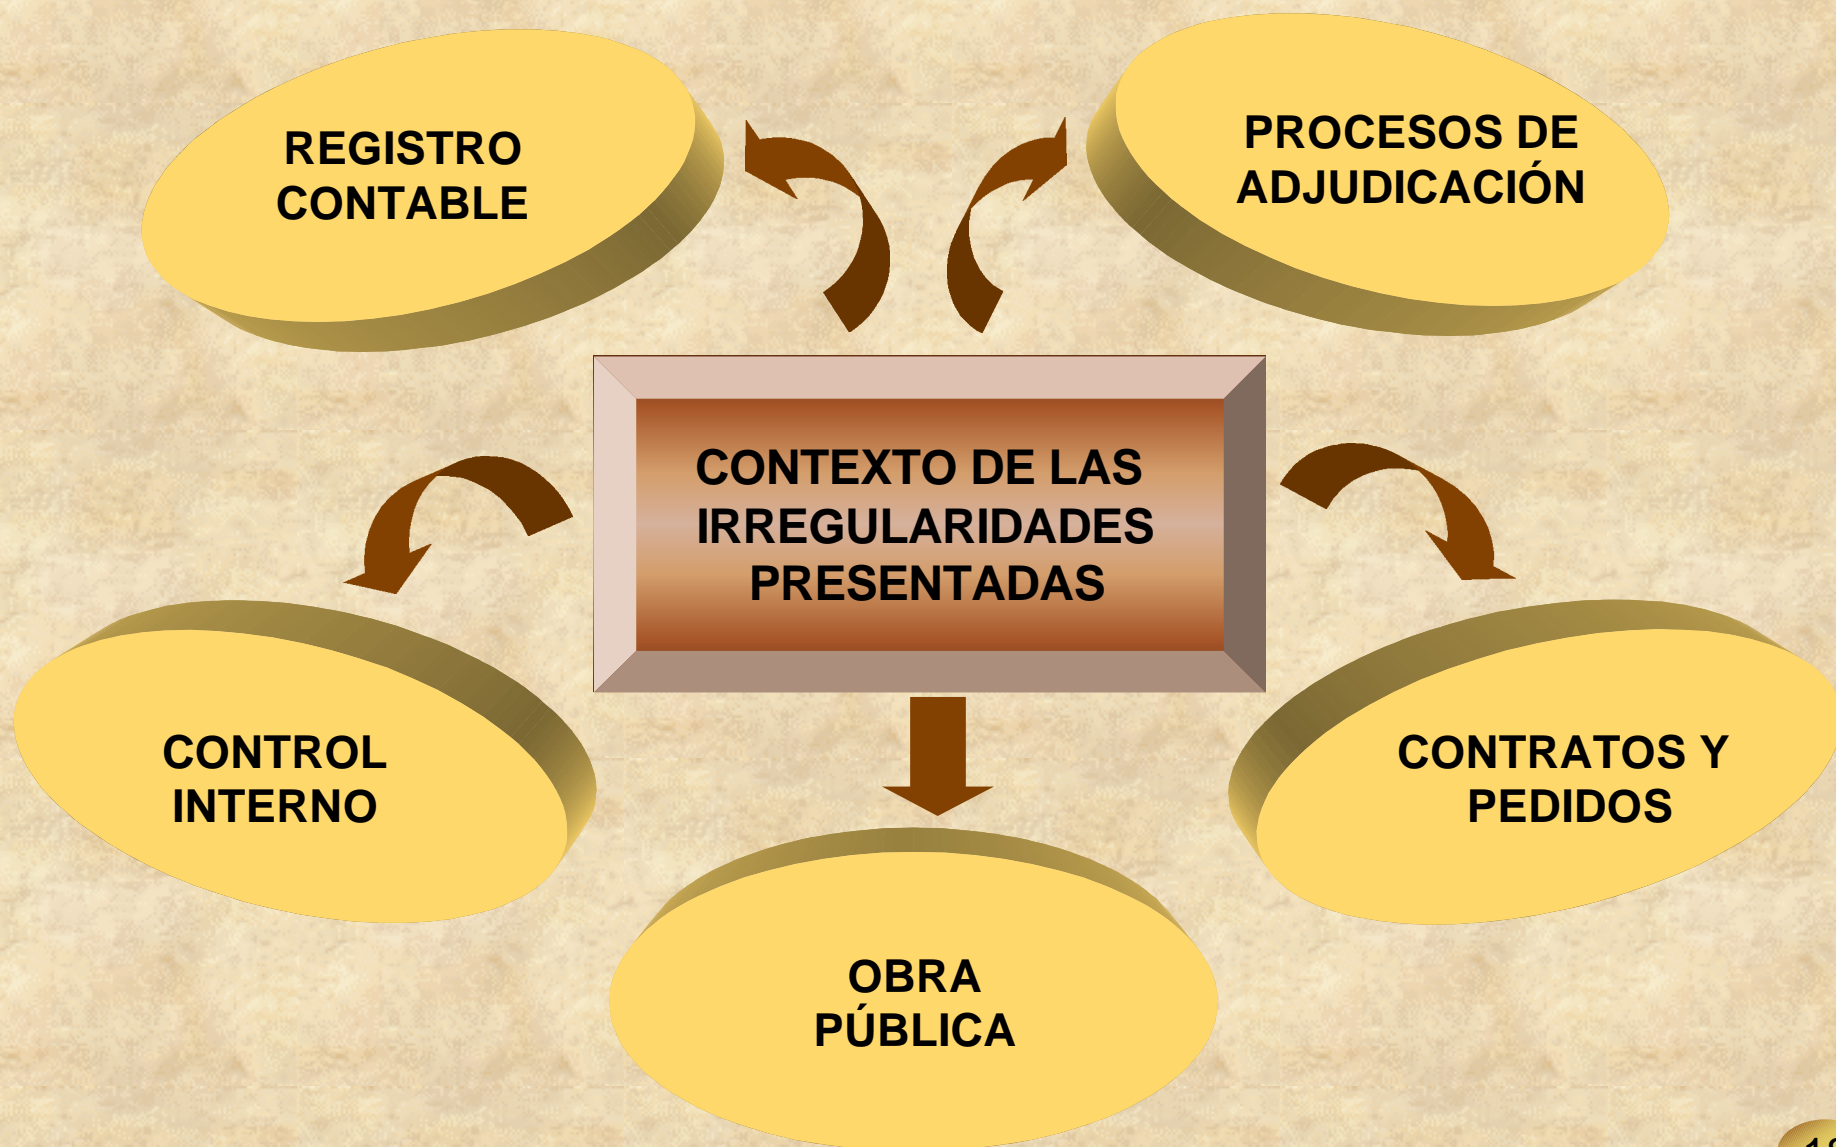 REGISTRO
CONTABLE
PROCESOS DE
ADJUDICACIÓN
CONTEXTO DE LAS
IRREGULARIDADES
PRESENTADAS
CONTROL
INTERNO
CONTRATOS Y
PEDIDOS
OBRA
PÚBLICA